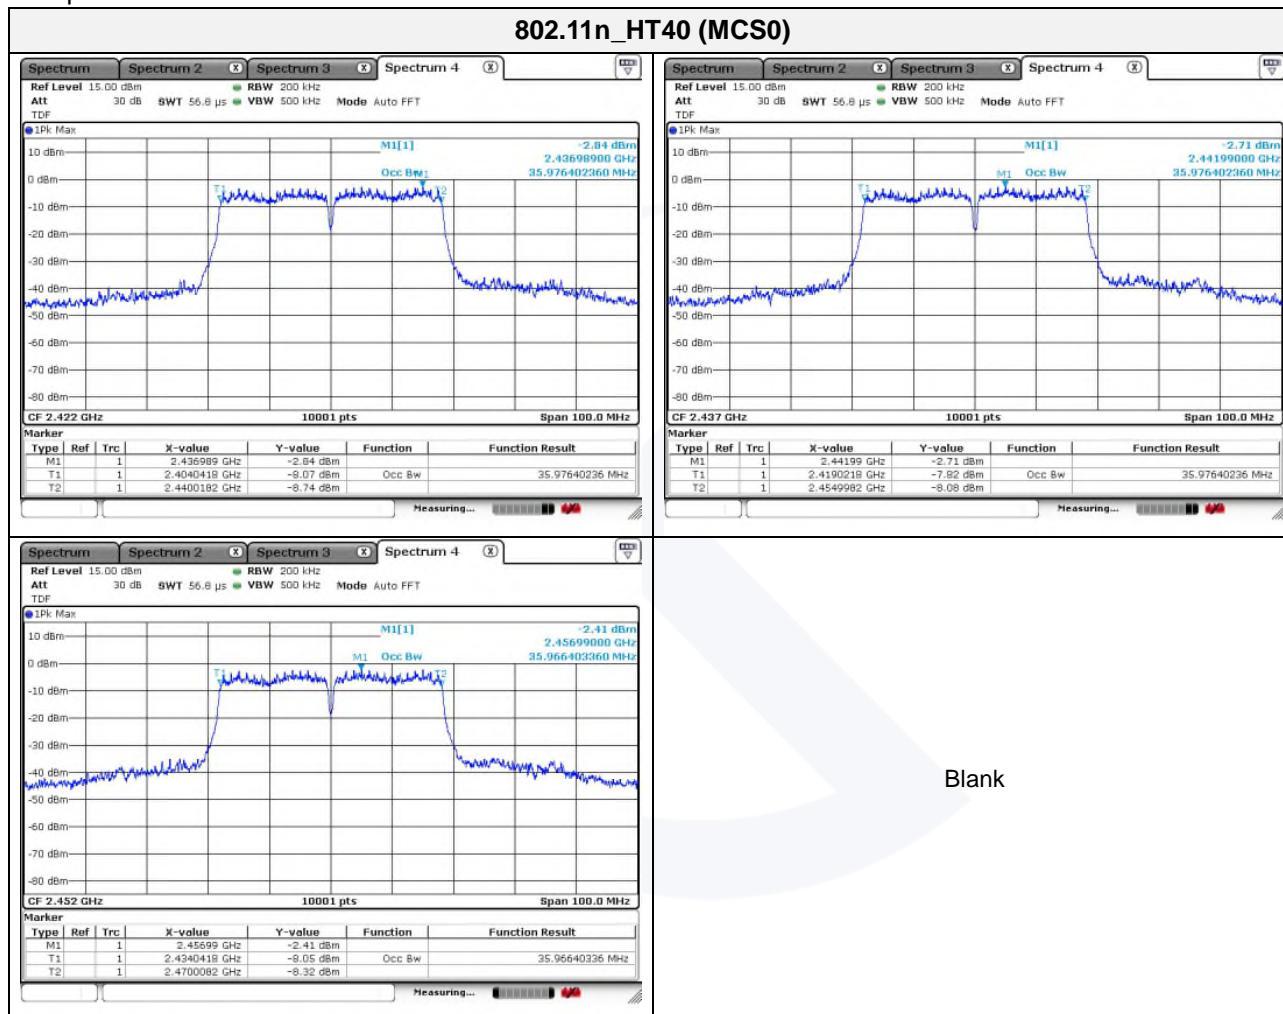 802.11n_HT40 (MCS0)
Spectrum Spectrum 2 X Spectrum 3 X Spectrum 4 X
Ref Level 15.00 dBm RBW 200 kHz
Att 30 dB SWT 56.8 µs VBW 500 kHz Mode Auto FFT
TDF
1Pk Max
M1[1] -2.84 dBm
2.43698900 GHz
Occ Bw 35.976402360 MHz
M1
T1 T2
10 dBm
0 dBm
-10 dBm
-20 dBm
-30 dBm
-40 dBm
-50 dBm
-60 dBm
-70 dBm
-80 dBm
CF 2.422 GHz 10001 pts Span 100.0 MHz
Marker
Type Ref Trc X-value Y-value Function Function Result
M1 1 2.436989 GHz -2.84 dBm
T1 1 2.4040418 GHz -8.07 dBm Occ Bw 35.97640236 MHz
T2 1 2.4400182 GHz -8.74 dBm
Measuring...
Spectrum Spectrum 2 X Spectrum 3 X Spectrum 4 X
Ref Level 15.00 dBm RBW 200 kHz
Att 30 dB SWT 56.8 µs VBW 500 kHz Mode Auto FFT
TDF
1Pk Max
M1[1] -2.71 dBm
2.44199000 GHz
M1 Occ Bw 35.976402360 MHz
T1 T2
10 dBm
0 dBm
-10 dBm
-20 dBm
-30 dBm
-40 dBm
-50 dBm
-60 dBm
-70 dBm
-80 dBm
CF 2.437 GHz 10001 pts Span 100.0 MHz
Marker
Type Ref Trc X-value Y-value Function Function Result
M1 1 2.44199 GHz -2.71 dBm
T1 1 2.4190218 GHz -7.82 dBm Occ Bw 35.97640236 MHz
T2 1 2.4549982 GHz -8.08 dBm
Measuring...
Spectrum Spectrum 2 X Spectrum 3 X Spectrum 4 X
Ref Level 15.00 dBm RBW 200 kHz
Att 30 dB SWT 56.8 µs VBW 500 kHz Mode Auto FFT
TDF
1Pk Max
M1[1] -2.41 dBm
2.45699000 GHz
M1 Occ Bw 35.966403360 MHz
T1 T2
10 dBm
0 dBm
-10 dBm
-20 dBm
-30 dBm
-40 dBm
-50 dBm
-60 dBm
-70 dBm
-80 dBm
CF 2.452 GHz 10001 pts Span 100.0 MHz
Marker
Type Ref Trc X-value Y-value Function Function Result
M1 1 2.45699 GHz -2.41 dBm
T1 1 2.4340418 GHz -8.05 dBm Occ Bw 35.96640336 MHz
T2 1 2.4700082 GHz -8.32 dBm
Measuring...
Blank